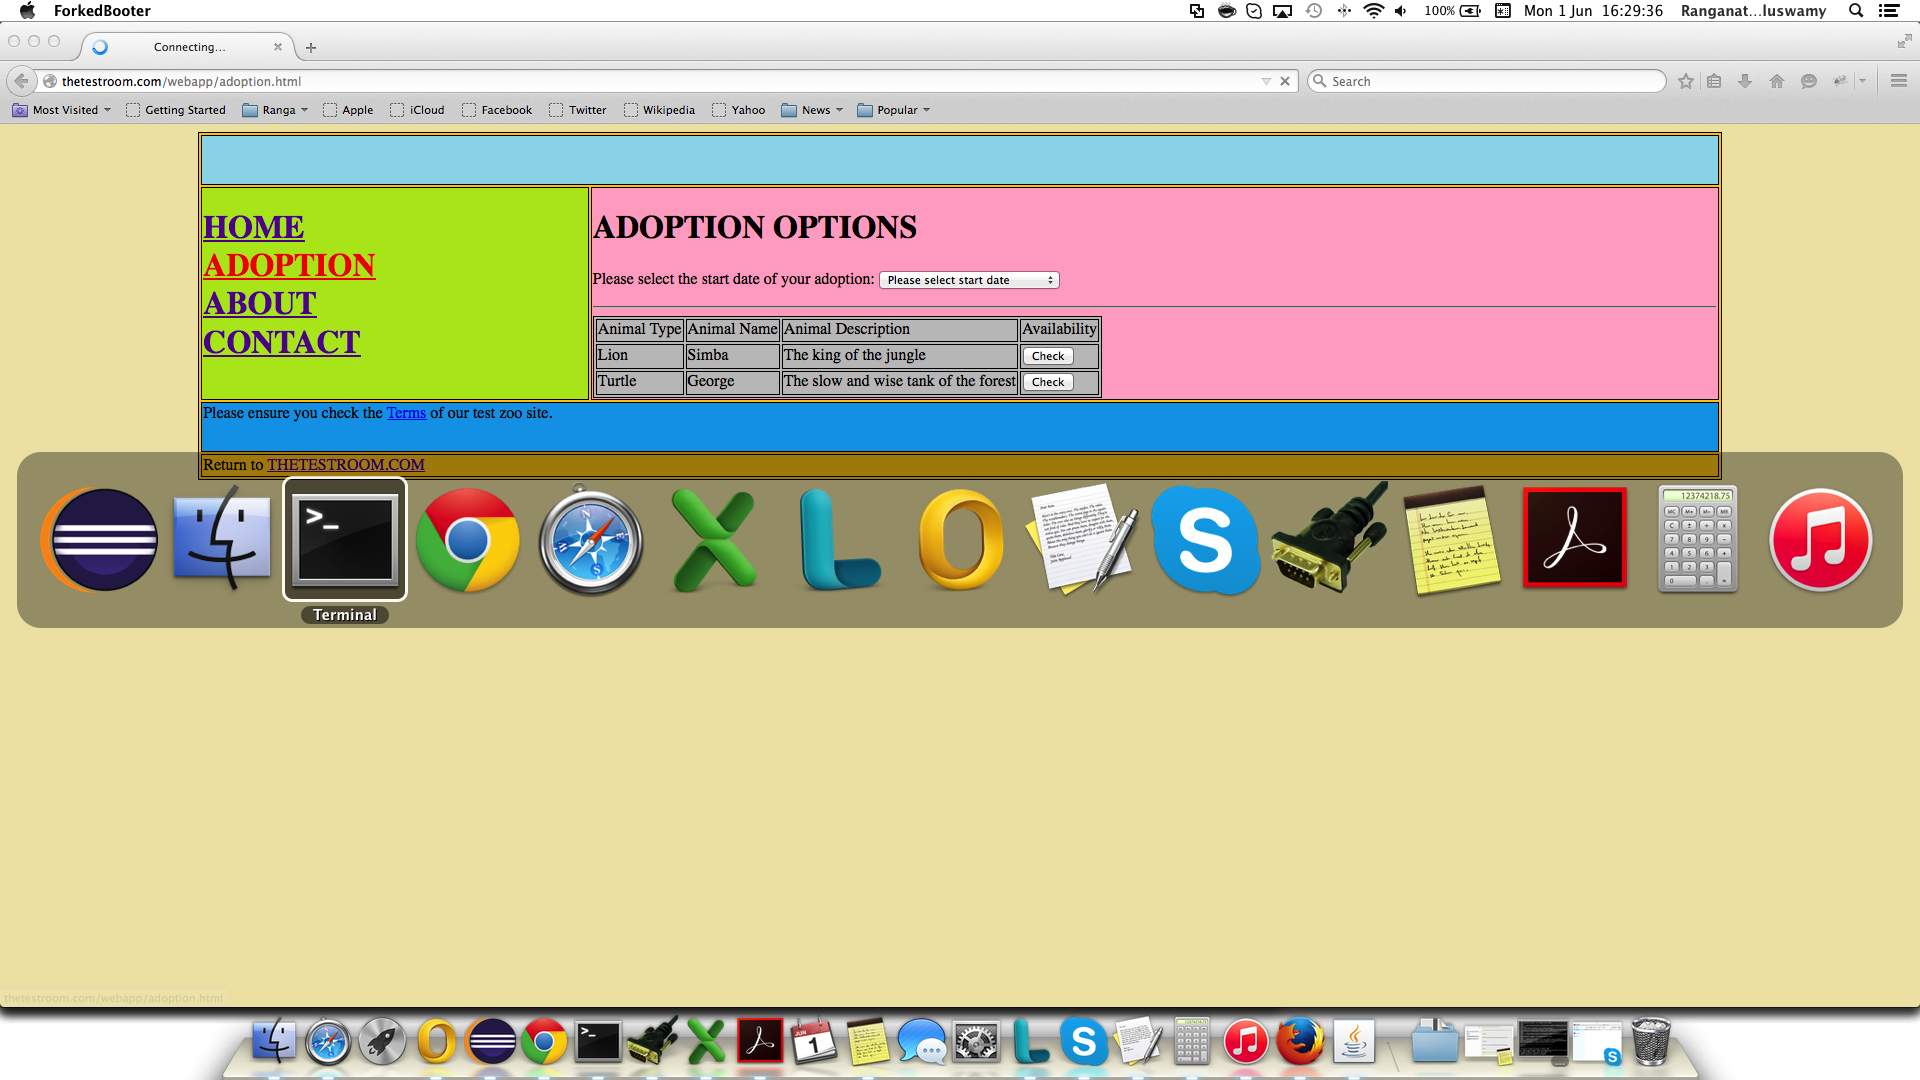 ForkedBooter
100%
Mon 1 Jun 16:29:36
Ranganat...luswamy
Connecting...
thetestroom.com/webapp/adoption.html
Search
Most Visited
Getting Started
Ranga
Apple
iCloud
Facebook
Twitter
Wikipedia
Yahoo
News
Popular
HOME
ADOPTION
ABOUT
CONTACT
ADOPTION OPTIONS
Please select the start date of your adoption: Please select start date
Animal Type Animal Name Animal Description Availability
Lion Simba The king of the jungle Check
Turtle George The slow and wise tank of the forest Check
Please ensure you check the Terms of our test zoo site.
Return to THETESTROOM.COM
12374218.75
Terminal
thetestroom.com/webapp/adoption.html
JUN
1